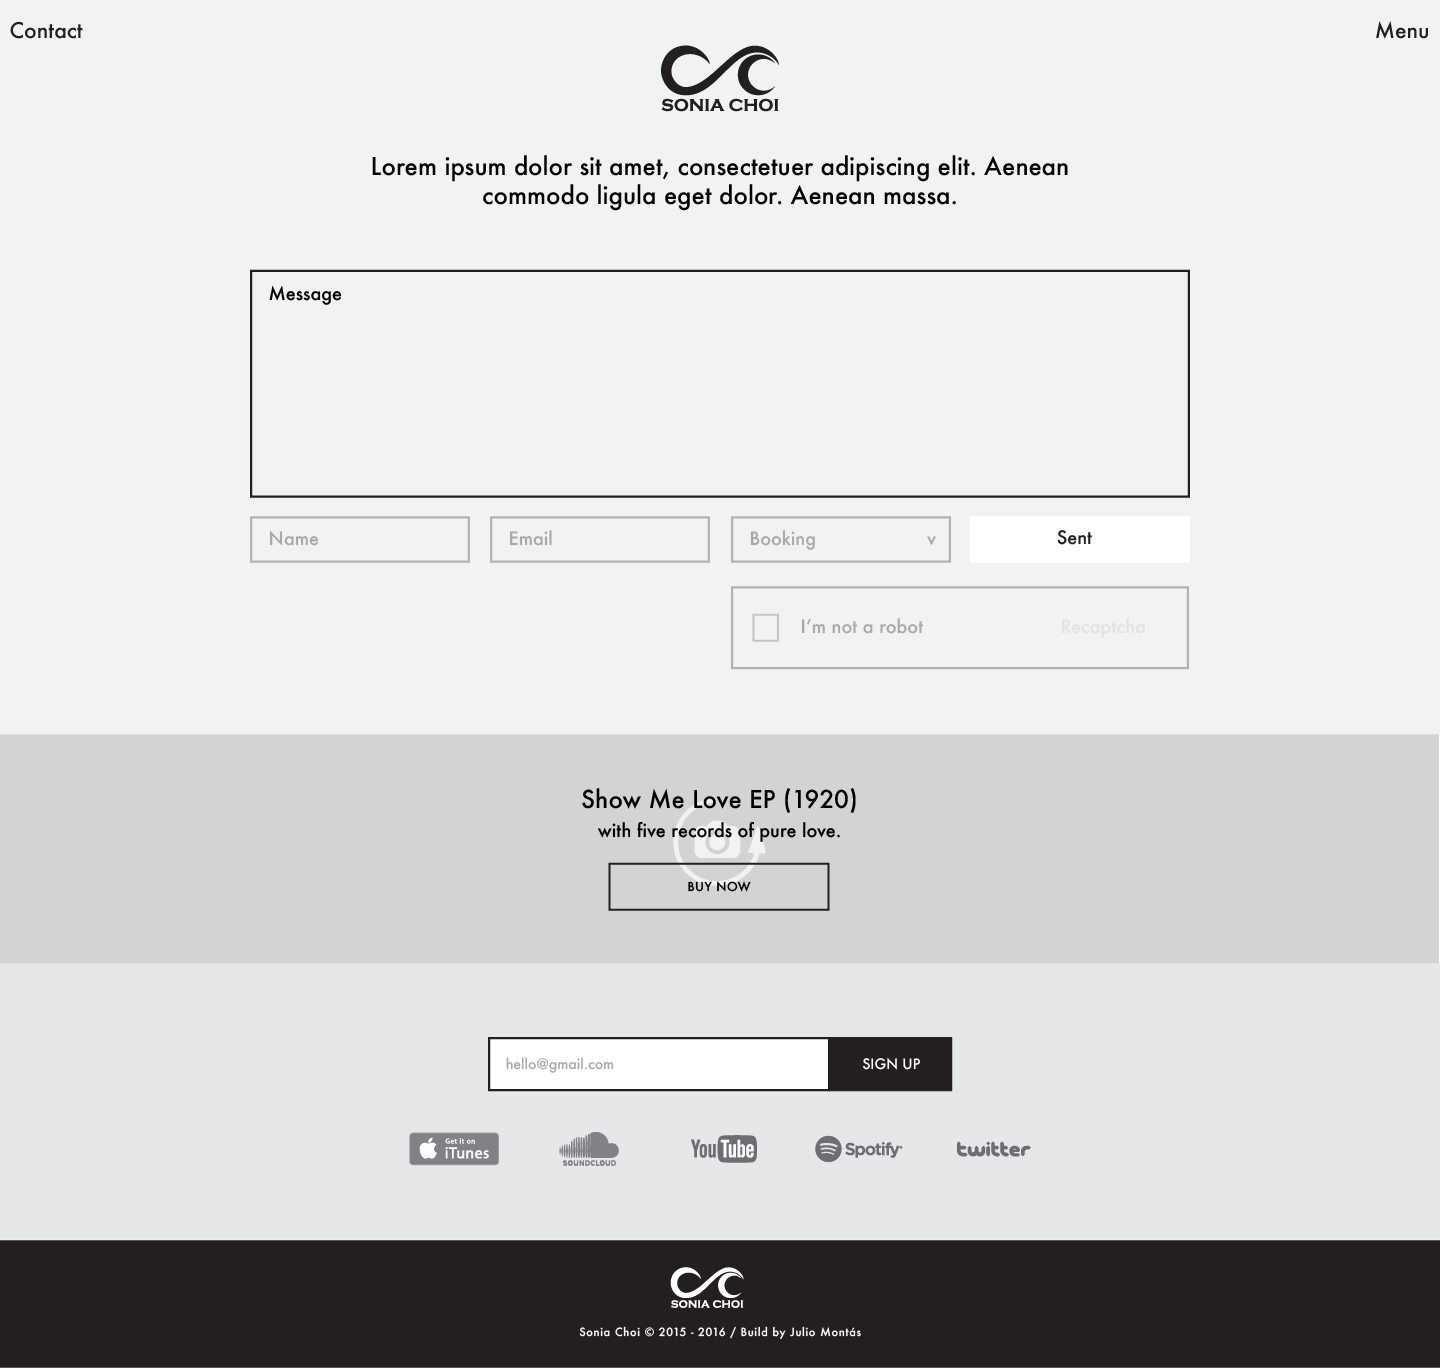 Contact
Menu
SONIA CHOI
Lorem ipsum dolor sit amet, consectetuer adipiscing elit. Aenean
commodo ligula eget dolor. Aenean massa.
Message
Name
Email
Booking v
Sent
I’m not a robot
Recaptcha
Show Me Love EP (1920)
with five records of pure love.
BUY NOW
hello@gmail.com
SIGN UP
Get it on
iTunes
SOUNDCLOUD
YouTube
Spotify
twitter
SONIA CHOI
Sonia Choi © 2015 - 2016 / Build by Julio Montás